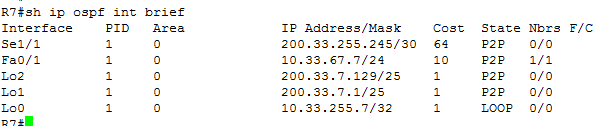 R7#sh ip ospf int brief
Interface    PID   Area            IP Address/Mask    Cost  State Nbrs F/C
Se1/1        1     0               200.33.255.245/30  64    P2P   0/0
Fa0/1        1     0               10.33.67.7/24      10    P2P   1/1
Lo2          1     0               200.33.7.129/25    1     P2P   0/0
Lo1          1     0               200.33.7.1/25      1     P2P   0/0
Lo0          1     0               10.33.255.7/32     1     LOOP  0/0
R7#